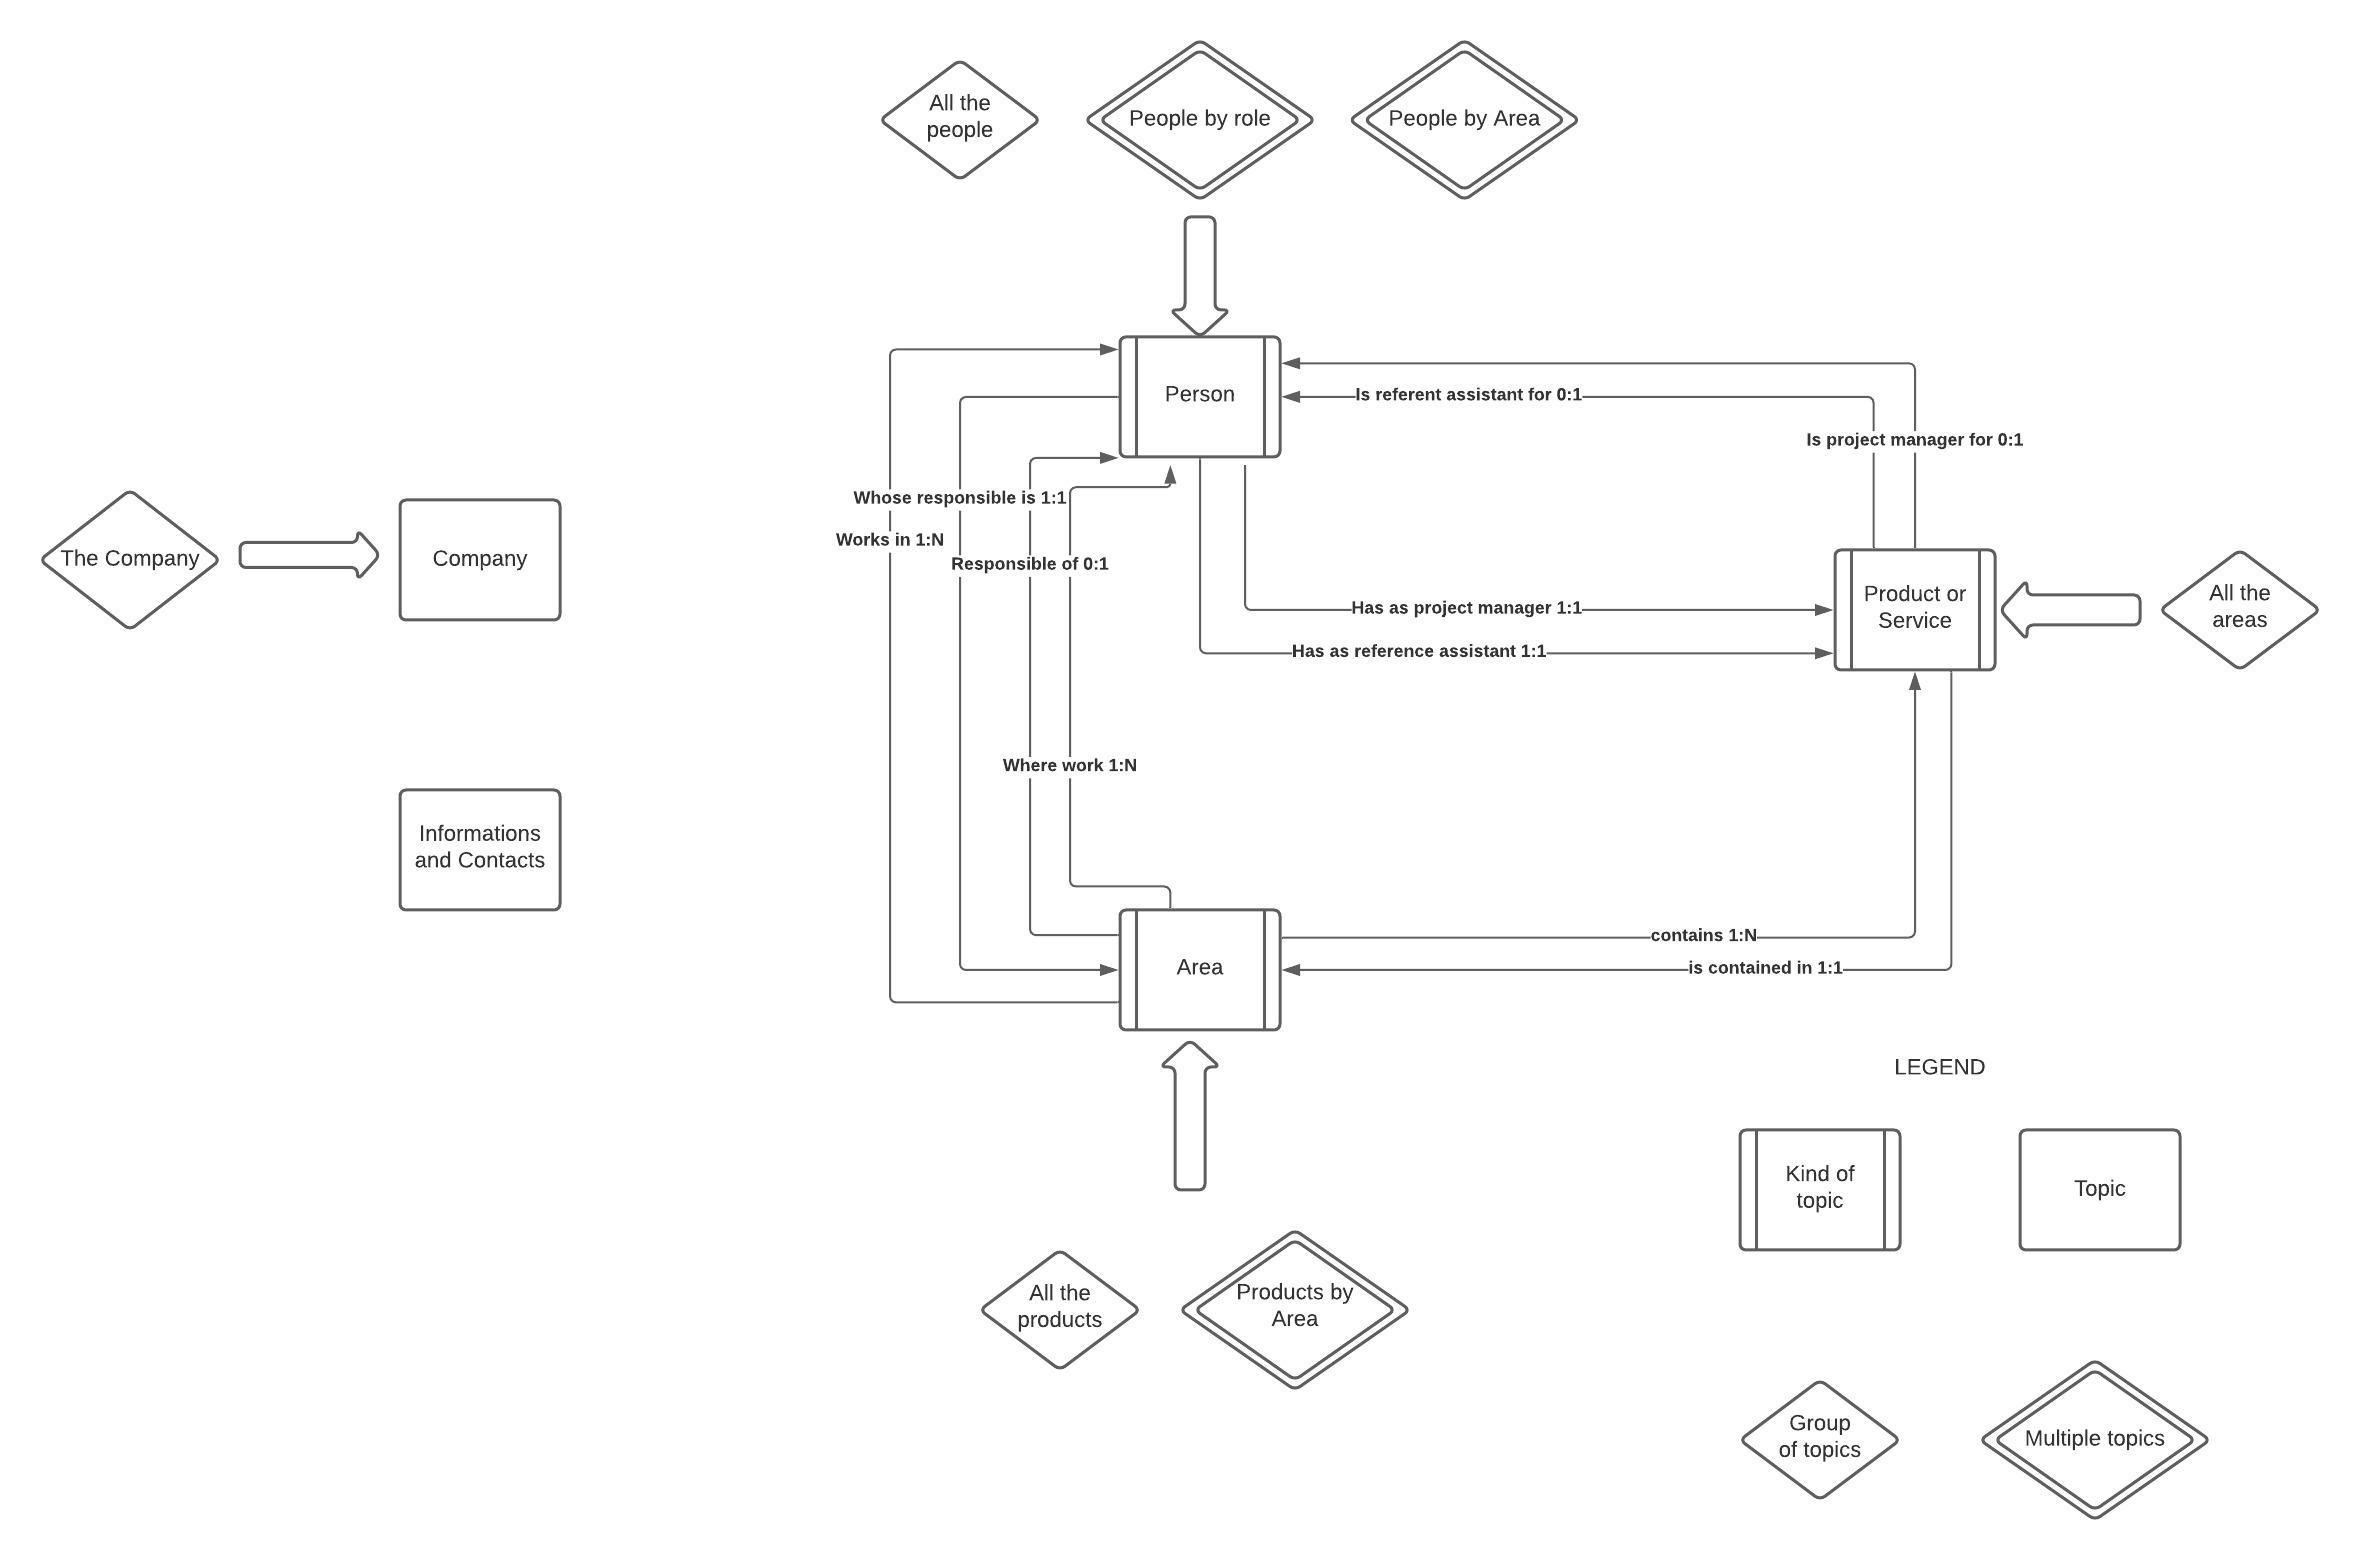 All the
people
People by role
People by Area
Person
Is referent assistant for 0:1
Is project manager for 0:1
Whose responsible is 1:1
Works in 1:N
Responsible of 0:1
The Company
Company
Has as project manager 1:1
Has as reference assistant 1:1
Product or
Service
All the
areas
Where work 1:N
Informations
and Contacts
Area
contains 1:N
is contained in 1:1
LEGEND
Kind of
topic
Topic
All the
products
Products by
Area
Group
of topics
Multiple topics